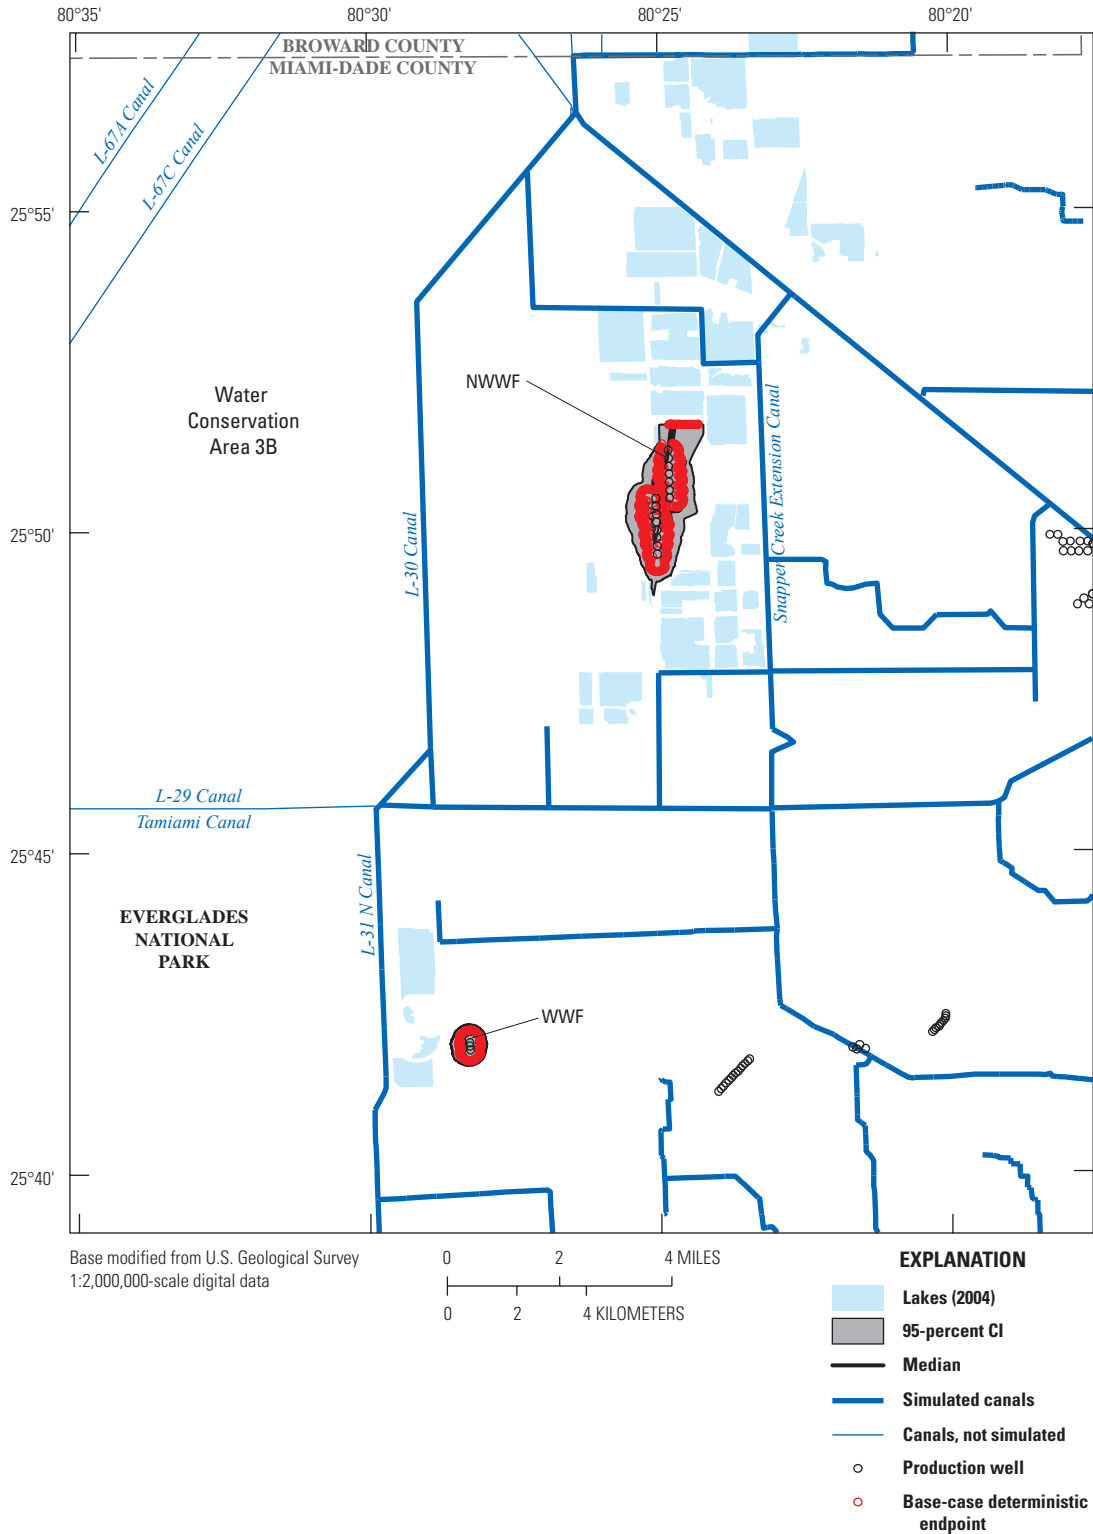 80°35'
80°30'
80°25'
80°20'
BROWARD COUNTY
MIAMI-DADE COUNTY
L-67A Canal
L-67C Canal
25°55'
NWWF
Water
Conservation
Area 3B
Snapper Creek Extension Canal
25°50'
L-30 Canal
L-29 Canal
Tamiami Canal
25°45'
L-31 N Canal
EVERGLADES
NATIONAL
PARK
WWF
25°40'
Base modified from U.S. Geological Survey
1:2,000,000-scale digital data
0 2 4 MILES
0 2 4 KILOMETERS
EXPLANATION
Lakes (2004)
95-percent CI
Median
Simulated canals
Canals, not simulated
Production well
Base-case deterministic
endpoint